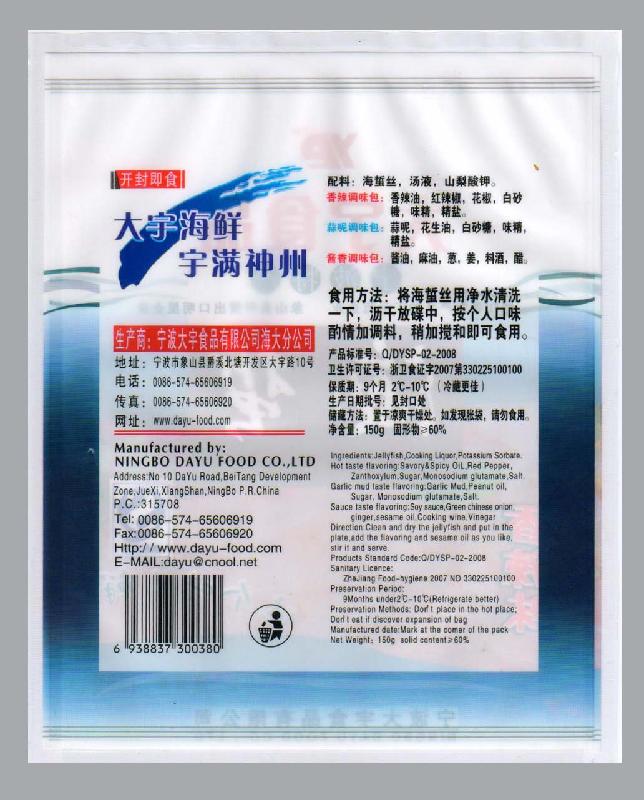 开封即食
大宇海鲜
宇满神州
生产商：宁波大宇食品有限公司海大分公司
地址：宁波市象山县爵溪北塘开发区大宇路10号
电话：0086-574-65606919
传真：0086-574-65606920
网址：www.dayu-food.com
Manufactured by:
NINGBO DAYU FOOD CO.,LTD
Address:No 10 DaYu Road,BeiTang Development
Zone,JueXi,XiangShan,NingBo P.R.China
P.C.:315708
Tel: 0086-574-65606919
Fax:0086-574-65606920
Http://www.dayu-food.com
E-MAIL:dayu@cnool.net
6 938837 300380
配料：海蜇丝，汤液，山梨酸钾。
香辣调味包：香辣油，红辣椒，花椒，白砂
糖，味精，精盐。
蒜呢调味包：蒜呢，花生油，白砂糖，味精，
精盐。
酱香调味包：酱油，麻油，葱，姜，料酒，醋。
食用方法：将海蜇丝用净水清洗
一下，沥干放碟中，按个人口味
酌情加调料，稍加搅和即可食用。
产品标准号：Q/DYSP-02-2008
卫生许可证号：浙卫食证字2007第330225100100
保质期：9个月 2℃-10℃（冷藏更佳）
生产日期批号：见封口处
储藏方法：置于凉爽干燥处。如发现胀袋，请勿食用。
净含量：150g 固形物≥60%
Ingredients:Jellyfish,Cooking Liquor,Potassium Sorbate.
Hot taste flavoring:Savory&Spicy OiL,Red Pepper,
Zanthoxylum,Sugar,Monosodium glutamate,Salt.
Garlic mud taste flavoring:Garlic Mud,Peanut oil,
Sugar, Monosodium glutamate,Salt.
Sauce taste flavoring:Soy sauce,Green chinese onion,
ginger,sesame oil,Cooking wine,Vinegar
Direction:Clean and dry the jellyfish and put in the
plate,add the flavoring and sesame oil as you like,
stir it and serve.
Products Standard Code:Q/DYSP-02-2008
Sanitary Licence:
ZheJiang Food-hygiene 2007 NO 330225100100
Preservation Period:
9Months under2℃-10℃(Refrigerate better)
Preservation Methods: Don't place in the hot place;
Don't eat if discover expansion of bag
Manufactured date:Mark at the corner of the pack
Net Weight: 150g solid content≥60%